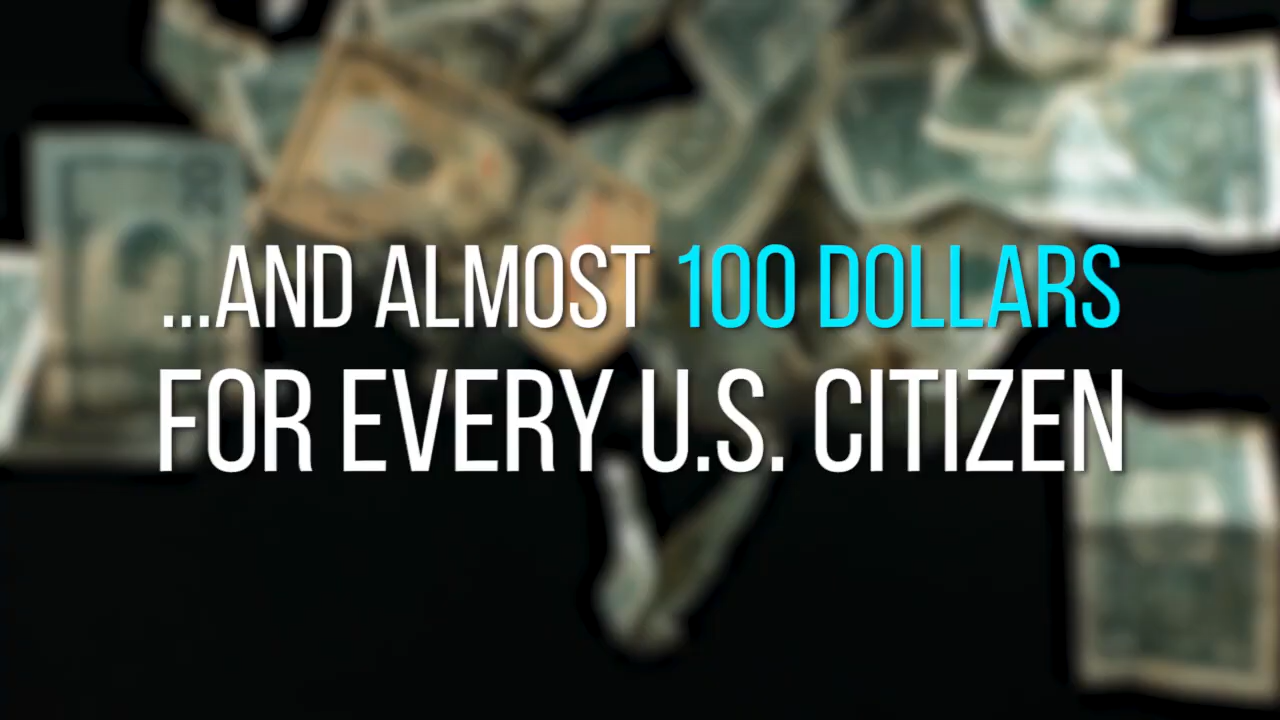 ...AND ALMOST 100 DOLLARS
FOR EVERY U.S. CITIZEN